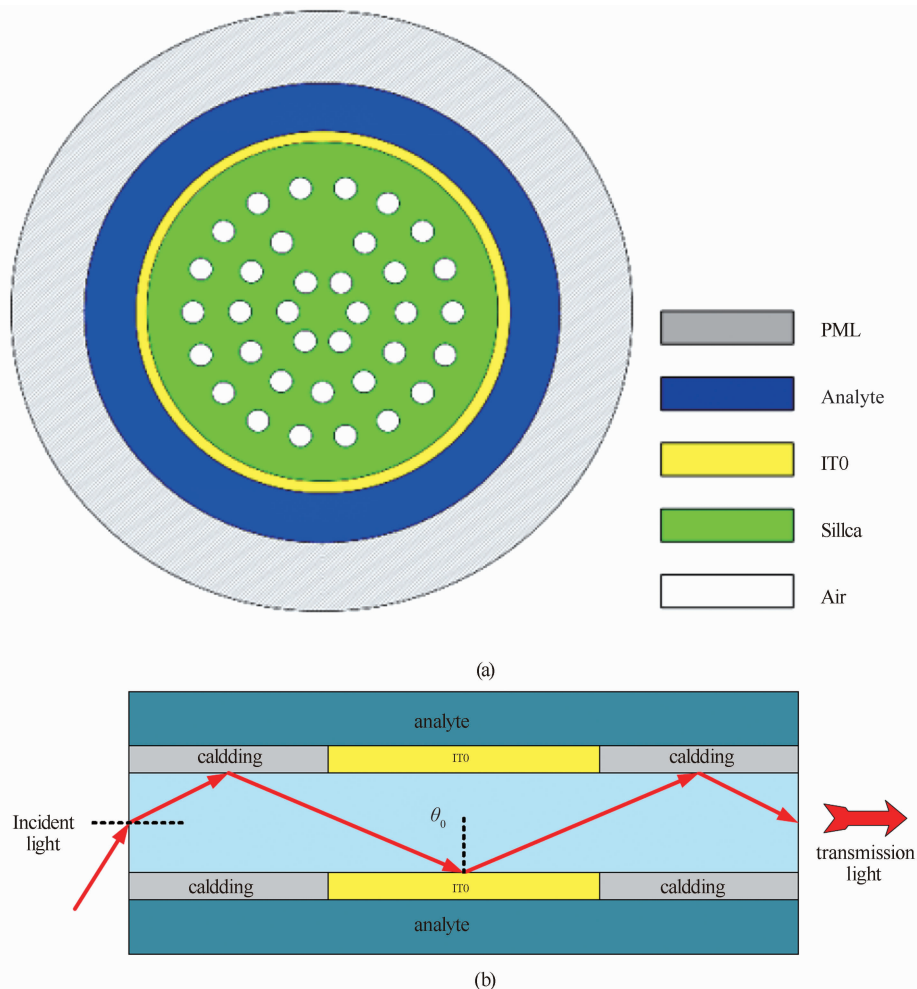 PML
Analyte
IT0
Sillca
Air
(a)
analyte
caldding IT0 caldding
Incident
light
θ0
transmission
light
caldding IT0 caldding
analyte
(b)